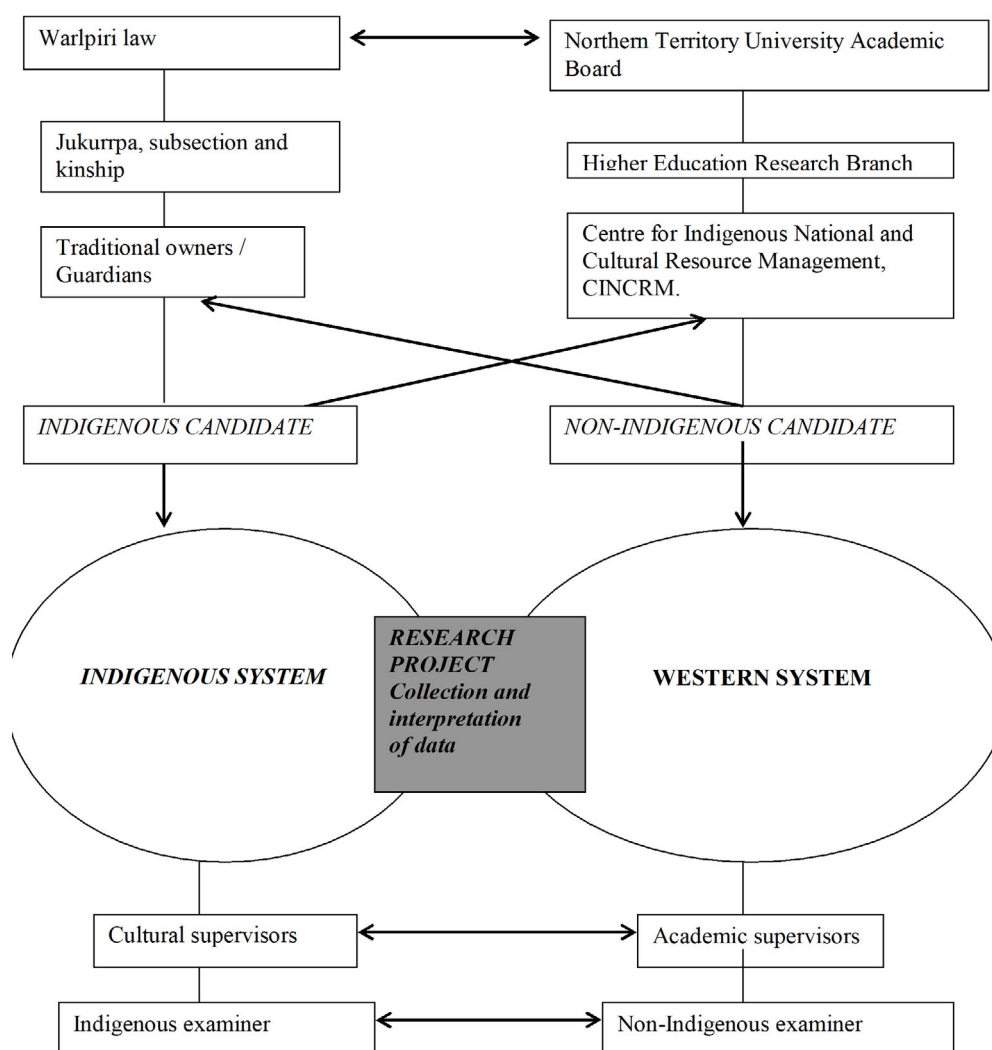 Warlpiri law
Northern Territory University Academic
Board
Jukurrpa, subsection and
kinship
Higher Education Research Branch
Traditional owners /
Guardians
Centre for Indigenous National and
Cultural Resource Management,
CINCRM.
INDIGENOUS CANDIDATE
NON-INDIGENOUS CANDIDATE
INDIGENOUS SYSTEM
RESEARCH
PROJECT
Collection and
interpretation
of data
WESTERN SYSTEM
Cultural supervisors
Academic supervisors
Indigenous examiner
Non-Indigenous examiner